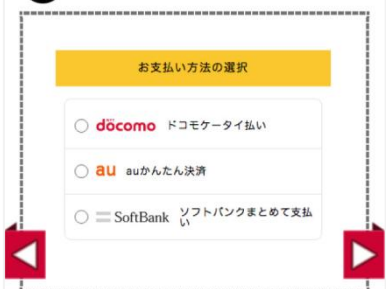 お支払い方法の選択
döcomo ドコモケータイ払い
au auかんたん決済
SoftBank ソフトバンクまとめて支払
い